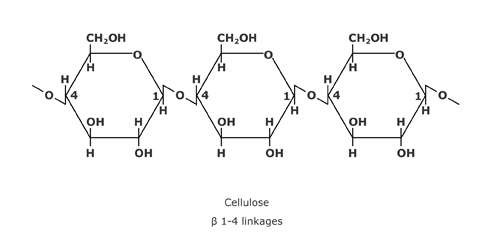 CH₂OH CH₂OH CH₂OH
O O O
H H H
H H H
O 4 1 O 4 1 O 4 1 O
H H H
OH H OH H OH H
H OH H OH H OH
Cellulose
β 1-4 linkages